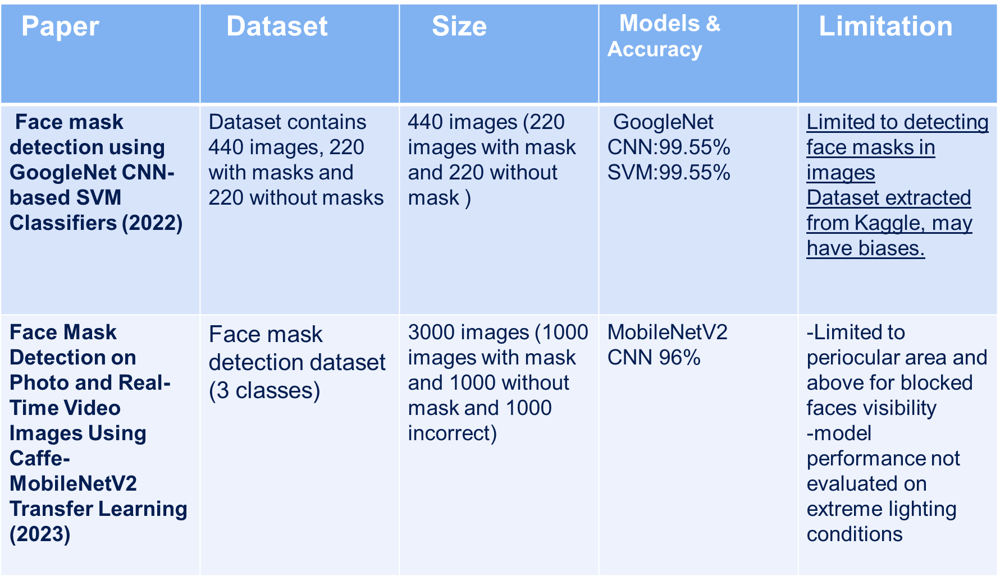 Paper
Dataset
Size
Models &
Accuracy
Limitation
Face mask
detection using
GoogleNet CNN-
based SVM
Classifiers (2022)
Dataset contains
440 images, 220
with masks and
220 without masks
440 images (220
images with mask
and 220 without
mask )
GoogleNet
CNN:99.55%
SVM:99.55%
Limited to detecting
face masks in
images
Dataset extracted
from Kaggle, may
have biases.
Face Mask
Detection on
Photo and Real-
Time Video
Images Using
Caffe-
MobileNetV2
Transfer Learning
(2023)
Face mask
detection dataset
(3 classes)
3000 images (1000
images with mask
and 1000 without
mask and 1000
incorrect)
MobileNetV2
CNN 96%
-Limited to
periocular area and
above for blocked
faces visibility
-model
performance not
evaluated on
extreme lighting
conditions